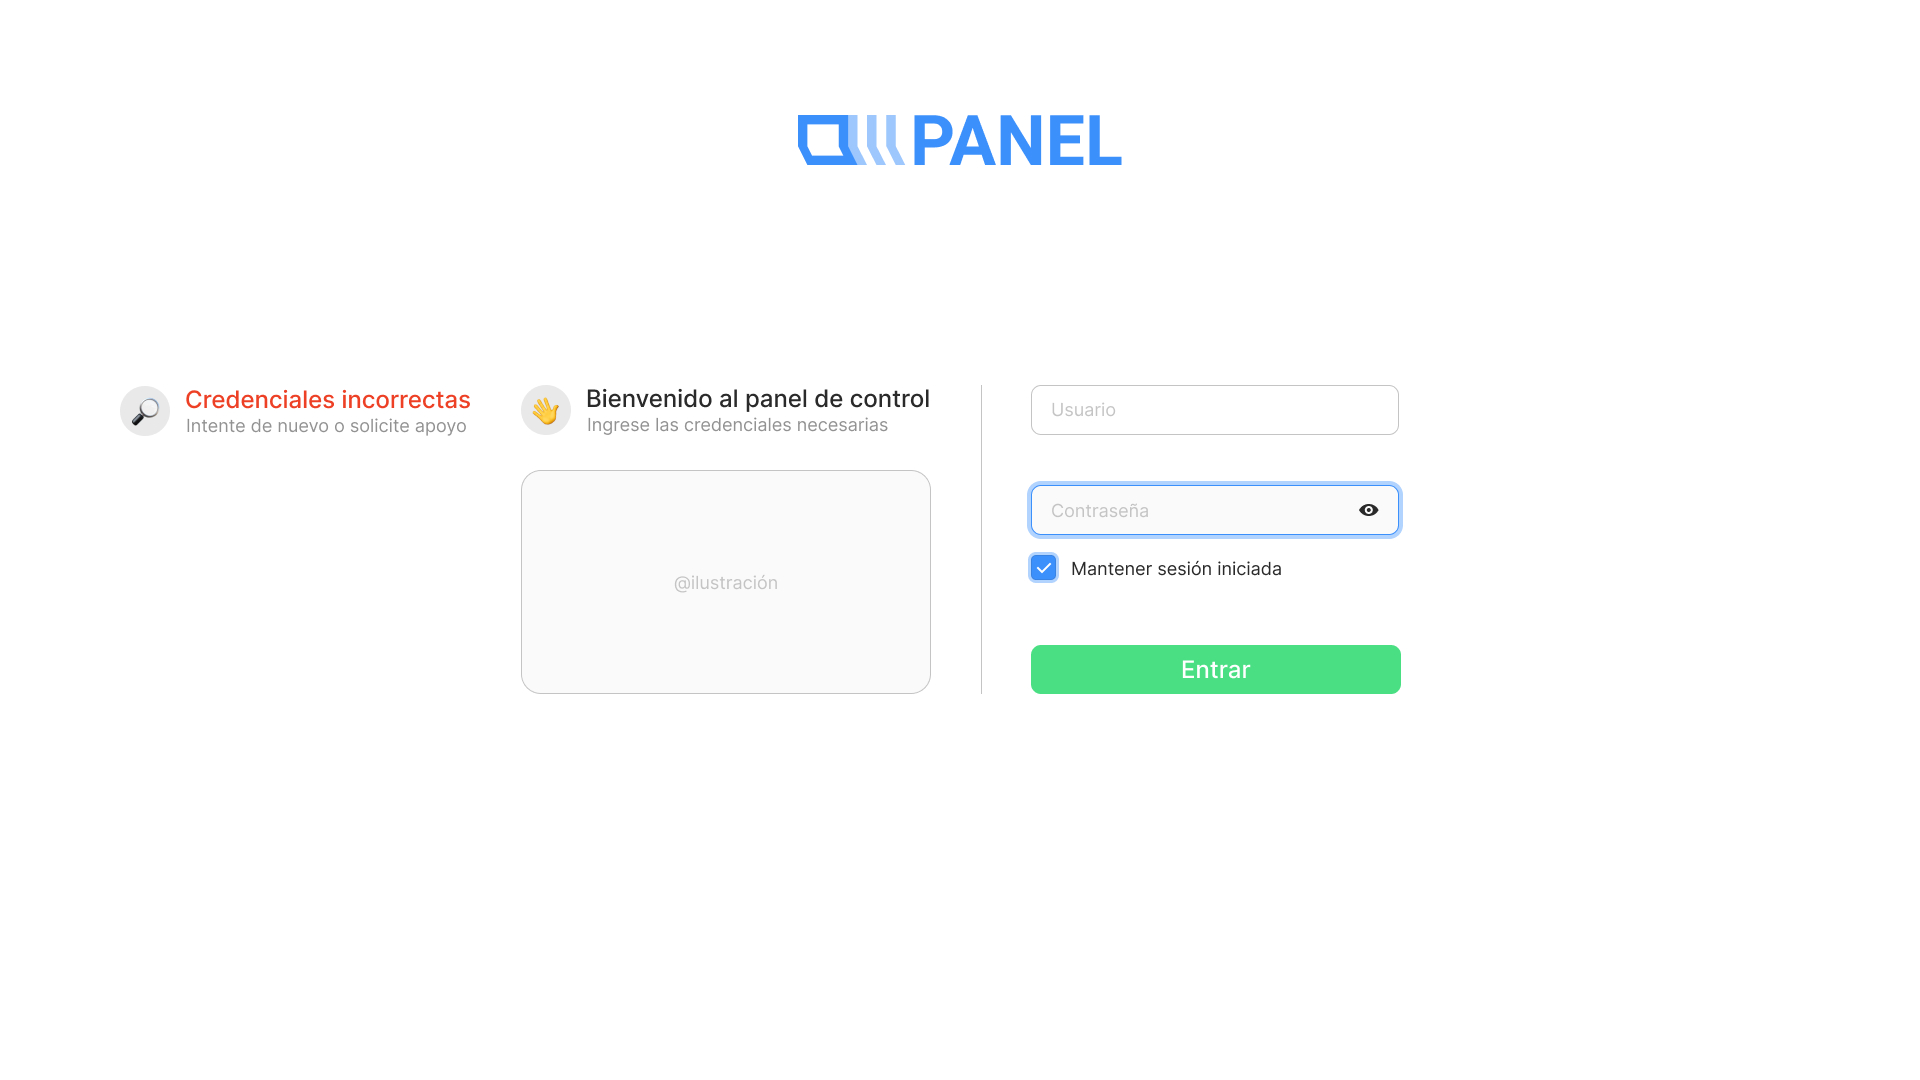 PANEL
Credenciales incorrectas
Intente de nuevo o solicite apoyo
Bienvenido al panel de control
Ingrese las credenciales necesarias
@ilustración
Usuario
Contraseña
Mantener sesión iniciada
Entrar